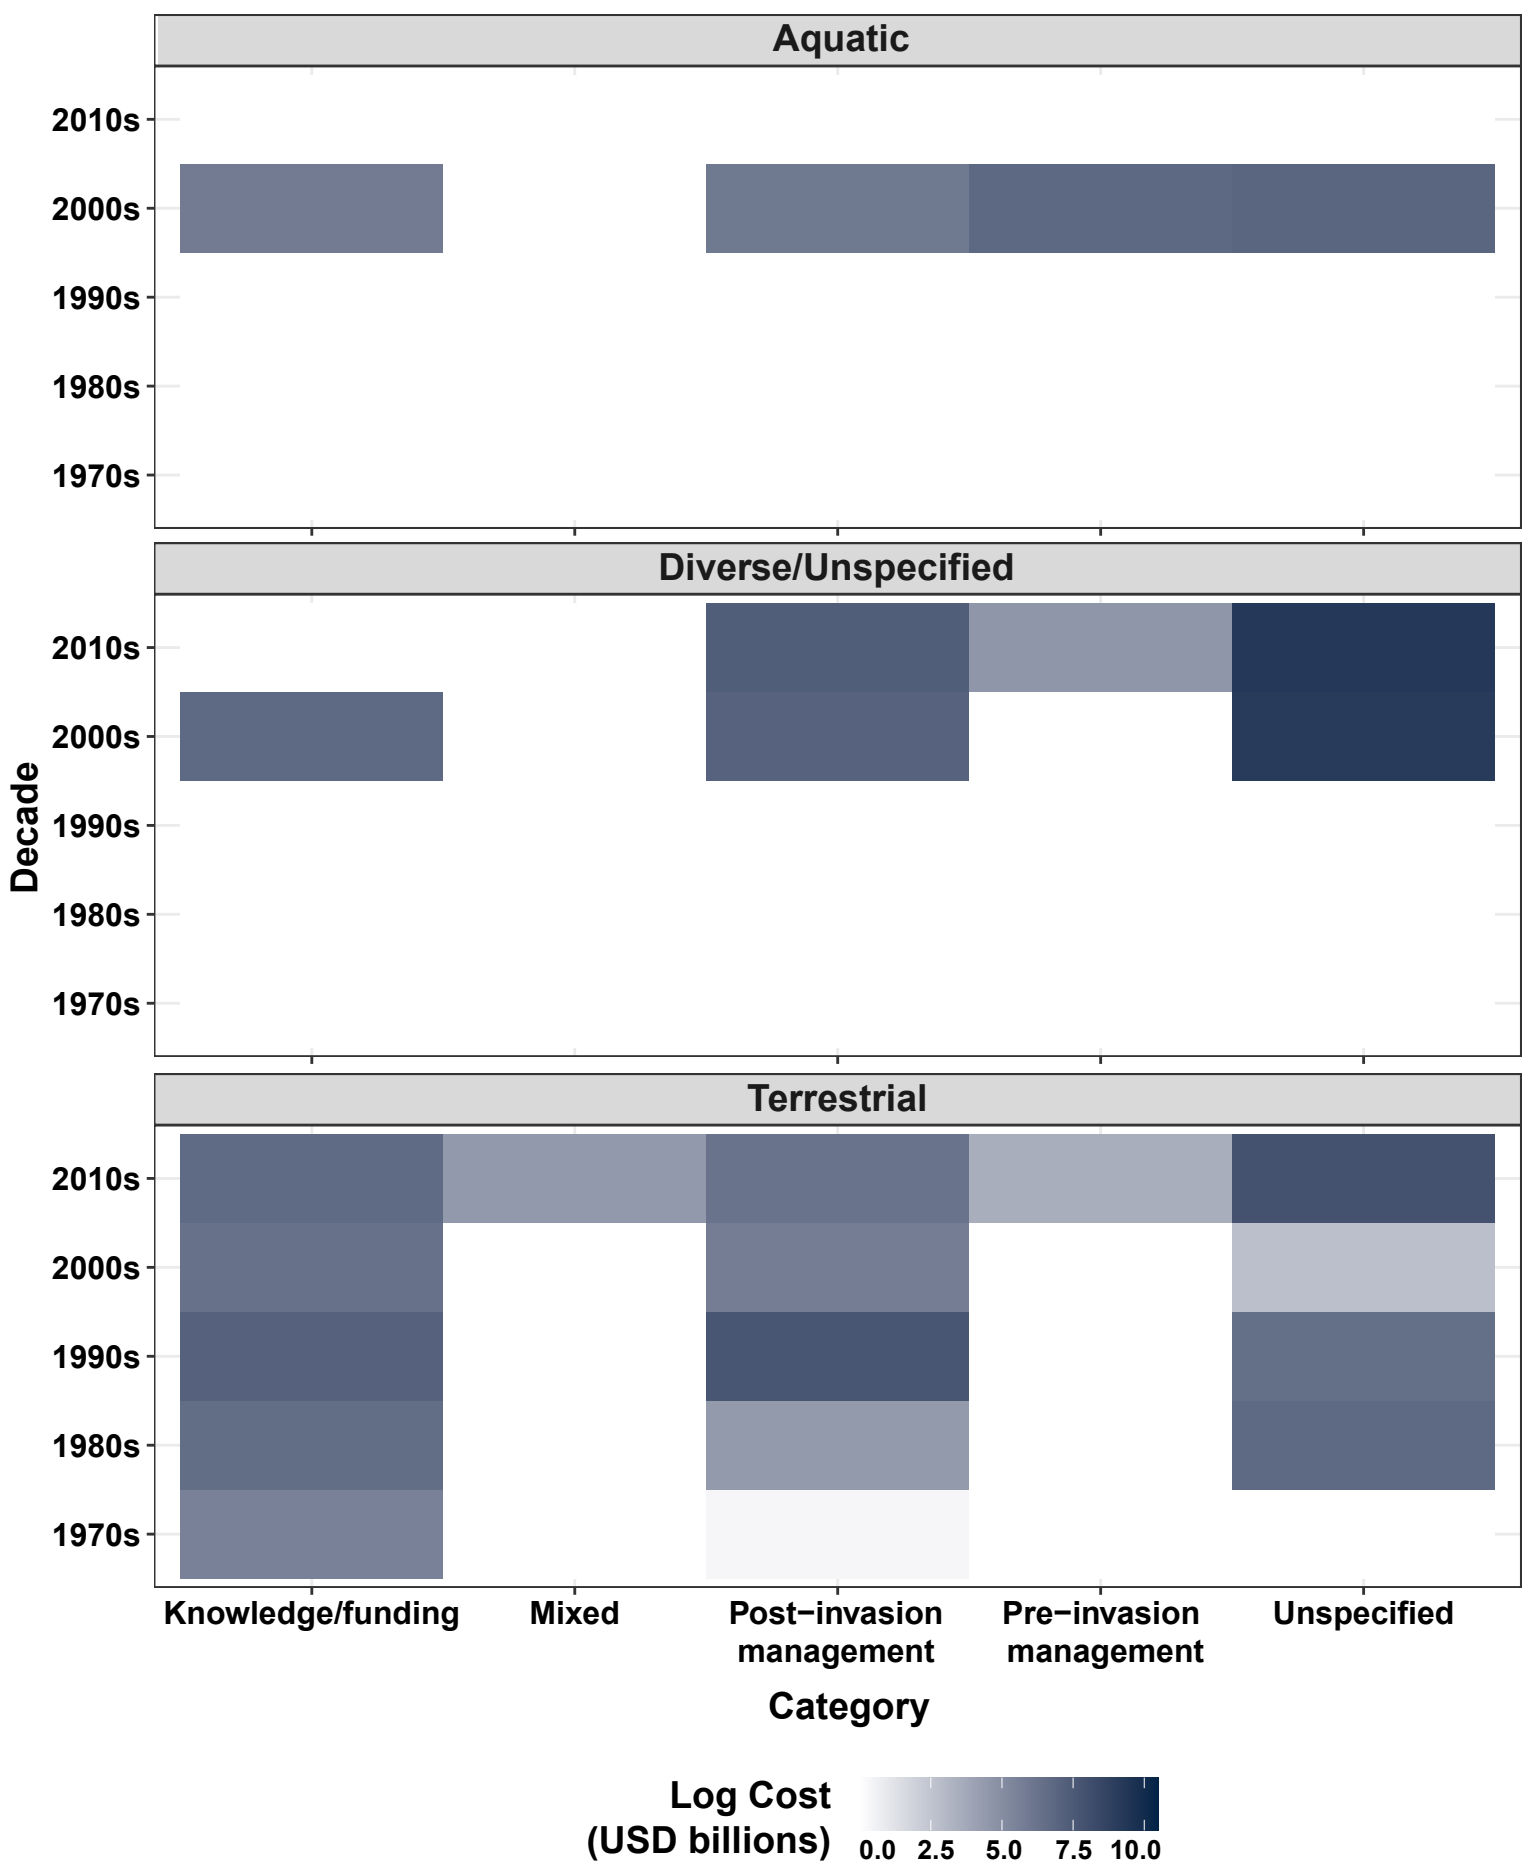 Aquatic
2010s
2000s
1990s
1980s
1970s
Diverse/Unspecified
2010s
2000s
1990s
1980s
1970s
Decade
Terrestrial
2010s
2000s
1990s
1980s
1970s
Knowledge/funding Mixed Post−invasion Pre−invasion Unspecified
management management
Category
Log Cost
(USD billions)
0.0 2.5 5.0 7.5 10.0